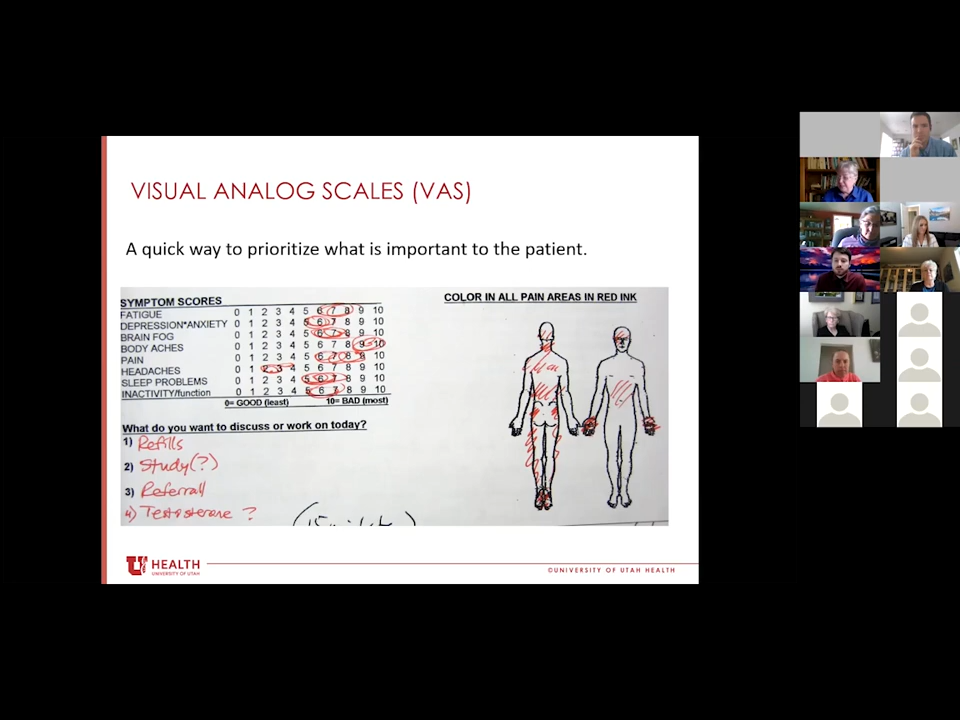 VISUAL ANALOG SCALES (VAS)
A quick way to prioritize what is important to the patient.
SYMPTOM SCORES
FATIGUE 0 1 2 3 4 5 6 7 8 9 10
DEPRESSION*ANXIETY 0 1 2 3 4 5 6 7 8 9 10
BRAIN FOG 0 1 2 3 4 5 6 7 8 9 10
BODY ACHES 0 1 2 3 4 5 6 7 8 9 10
PAIN 0 1 2 3 4 5 6 7 8 9 10
HEADACHES 0 1 2 3 4 5 6 7 8 9 10
SLEEP PROBLEMS 0 1 2 3 4 5 6 7 8 9 10
INACTIVITY/function 0 1 2 3 4 5 6 7 8 9 10
0= GOOD (least) 10= BAD (most)
COLOR IN ALL PAIN AREAS IN RED INK
What do you want to discuss or work on today?
1) Refills
2) Study(?)
3) Referrall
4) Testosterone ?
U HEALTH
UNIVERSITY OF UTAH
©UNIVERSITY OF UTAH HEALTH